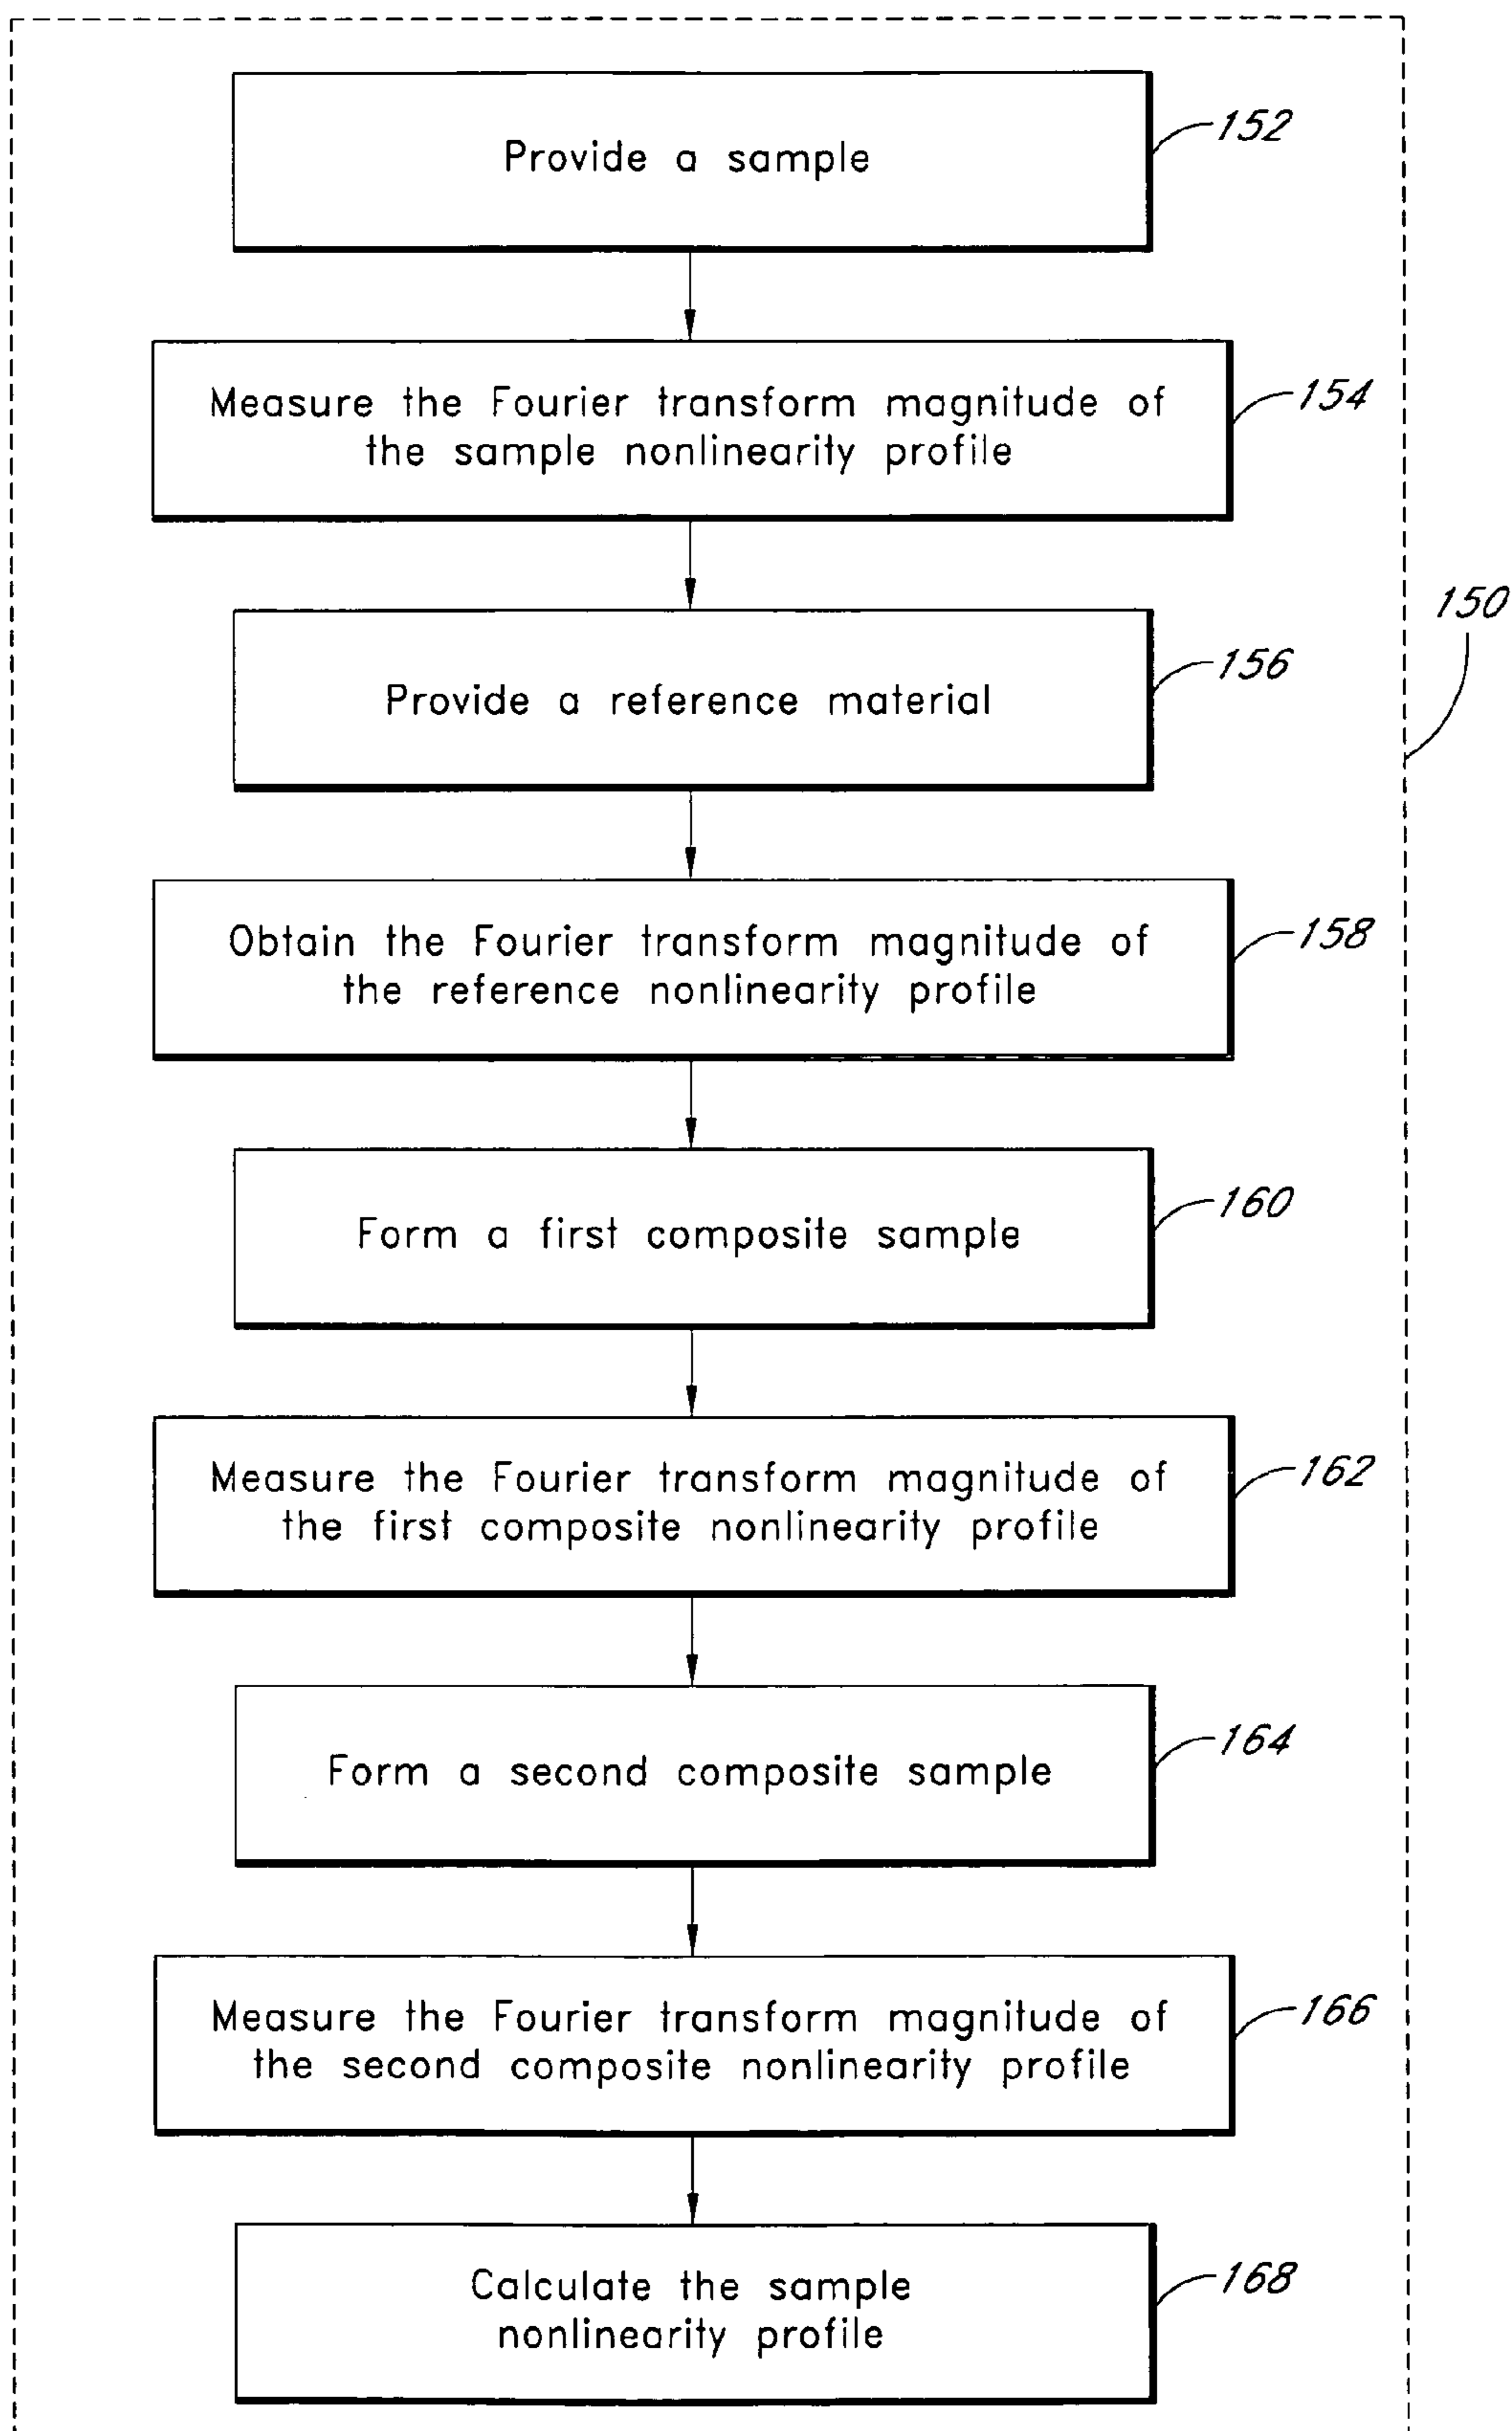 Provide a sample
152
Measure the Fourier transform magnitude of
the sample nonlinearity profile
154
Provide a reference material
156
150
Obtain the Fourier transform magnitude of
the reference nonlinearity profile
158
Form a first composite sample
160
Measure the Fourier transform magnitude of
the first composite nonlinearity profile
162
Form a second composite sample
164
Measure the Fourier transform magnitude of
the second composite nonlinearity profile
166
Calculate the sample
nonlinearity profile
168